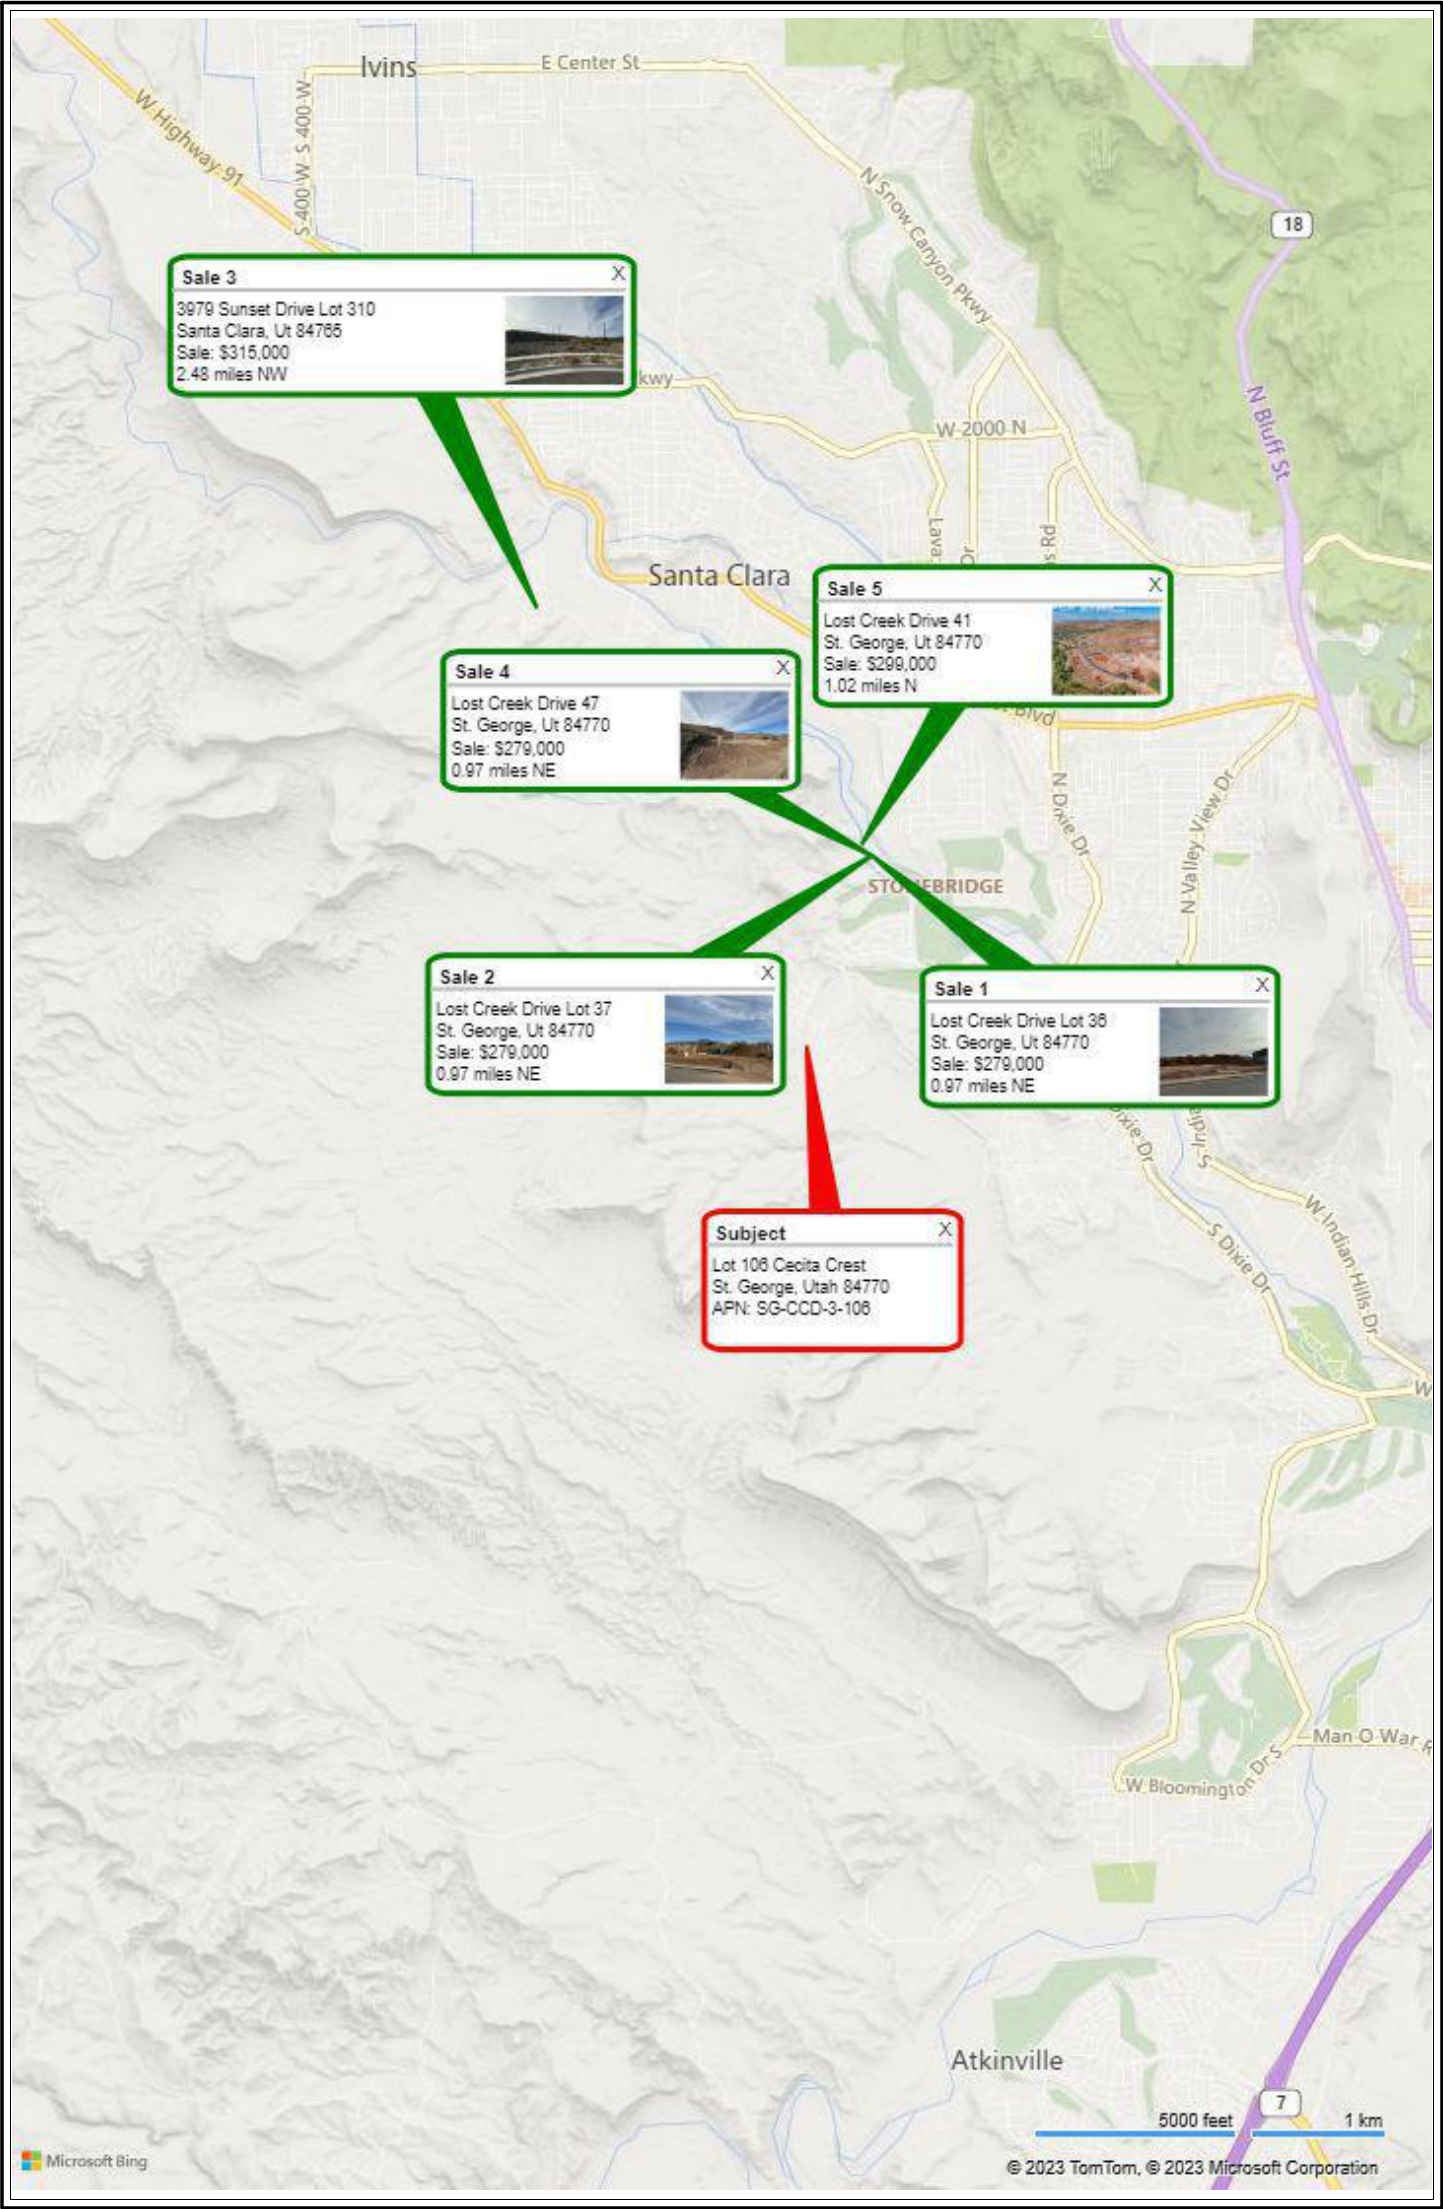 Ivins
E Center St
W Highway 91
S 400 W S 400 W
N Snow Canyon Pkwy
18
Sale 3
X
3979 Sunset Drive Lot 310
Santa Clara, Ut 84765
Sale: $315,000
2.48 miles NW
kwy
W 2000 N
N Bluff St
Lava
Dr
s Rd
Santa Clara
Sale 5
X
Lost Creek Drive 41
St. George, Ut 84770
Sale: $299,000
1.02 miles N
Sale 4
X
Lost Creek Drive 47
St. George, Ut 84770
Sale: $279,000
0.97 miles NE
Blvd
N Dixie Dr
N Valley View Dr
Sale 2
X
Lost Creek Drive Lot 37
St. George, Ut 84770
Sale: $279,000
0.97 miles NE
Sale 1
X
Lost Creek Drive Lot 36
St. George, Ut 84770
Sale: $279,000
0.97 miles NE
Dixie Dr
S Dixie Dr
W Indian Hills Dr
W
Subject
X
Lot 106 Cecita Crest
St. George, Utah 84770
APN: SG-CCD-3-106
Man O War R
W Bloomington Dr S
Atkinville
7
5000 feet
1 km
Microsoft Bing
© 2023 TomTom, © 2023 Microsoft Corporation